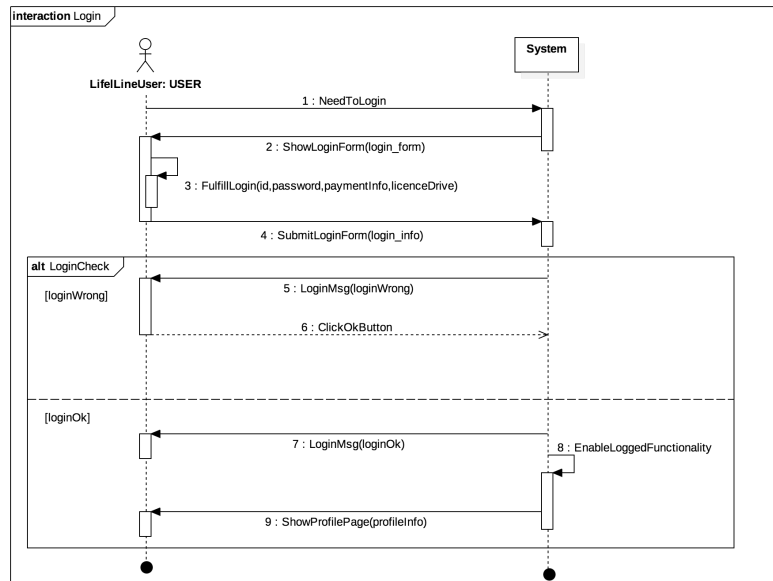 interaction Login
System
LifelLineUser: USER
1 : NeedToLogin
2 : ShowLoginForm(login_form)
3 : FulfillLogin(id,password,paymentInfo,licenceDrive)
4 : SubmitLoginForm(login_info)
alt LoginCheck
[loginWrong]
5 : LoginMsg(loginWrong)
6 : ClickOkButton
[loginOk]
7 : LoginMsg(loginOk)
8 : EnableLoggedFunctionality
9 : ShowProfilePage(profileInfo)